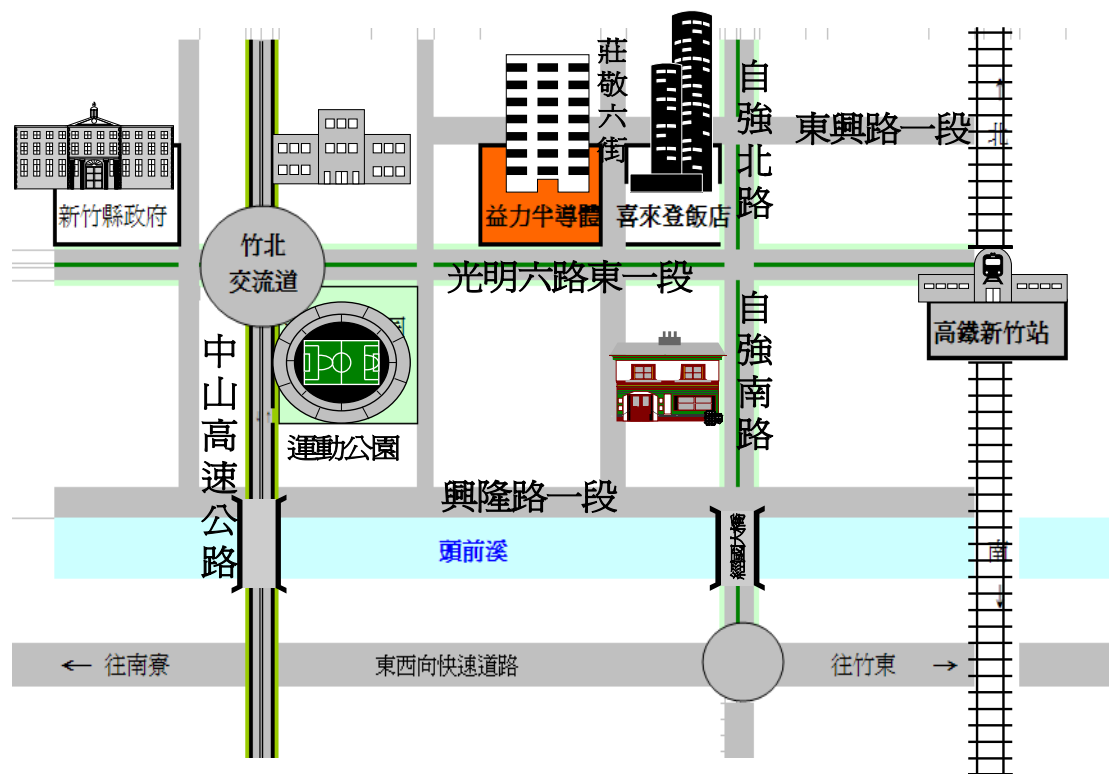 莊敬六街
自強北路
東興路一段
北
新竹縣政府
益力半導體
喜來登飯店
竹北
交流道
光明六路東一段
高鐵新竹站
中山高速公路
自強南路
運動公園
興隆路一段
頭前溪
經國大橋
南
← 往南寮
東西向快速道路
往竹東 →